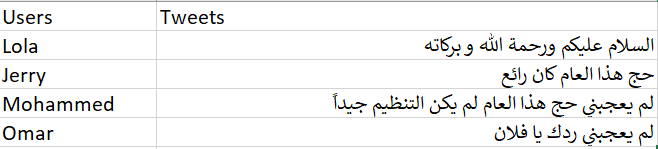 Users Tweets
Lola السلام عليكم ورحمة الله و بركاته
Jerry حج هذا العام كان رائع
Mohammed لم يعجبني حج هذا العام لم يكن التنظيم جيداً
Omar لم يعجبني ردك يا فلان